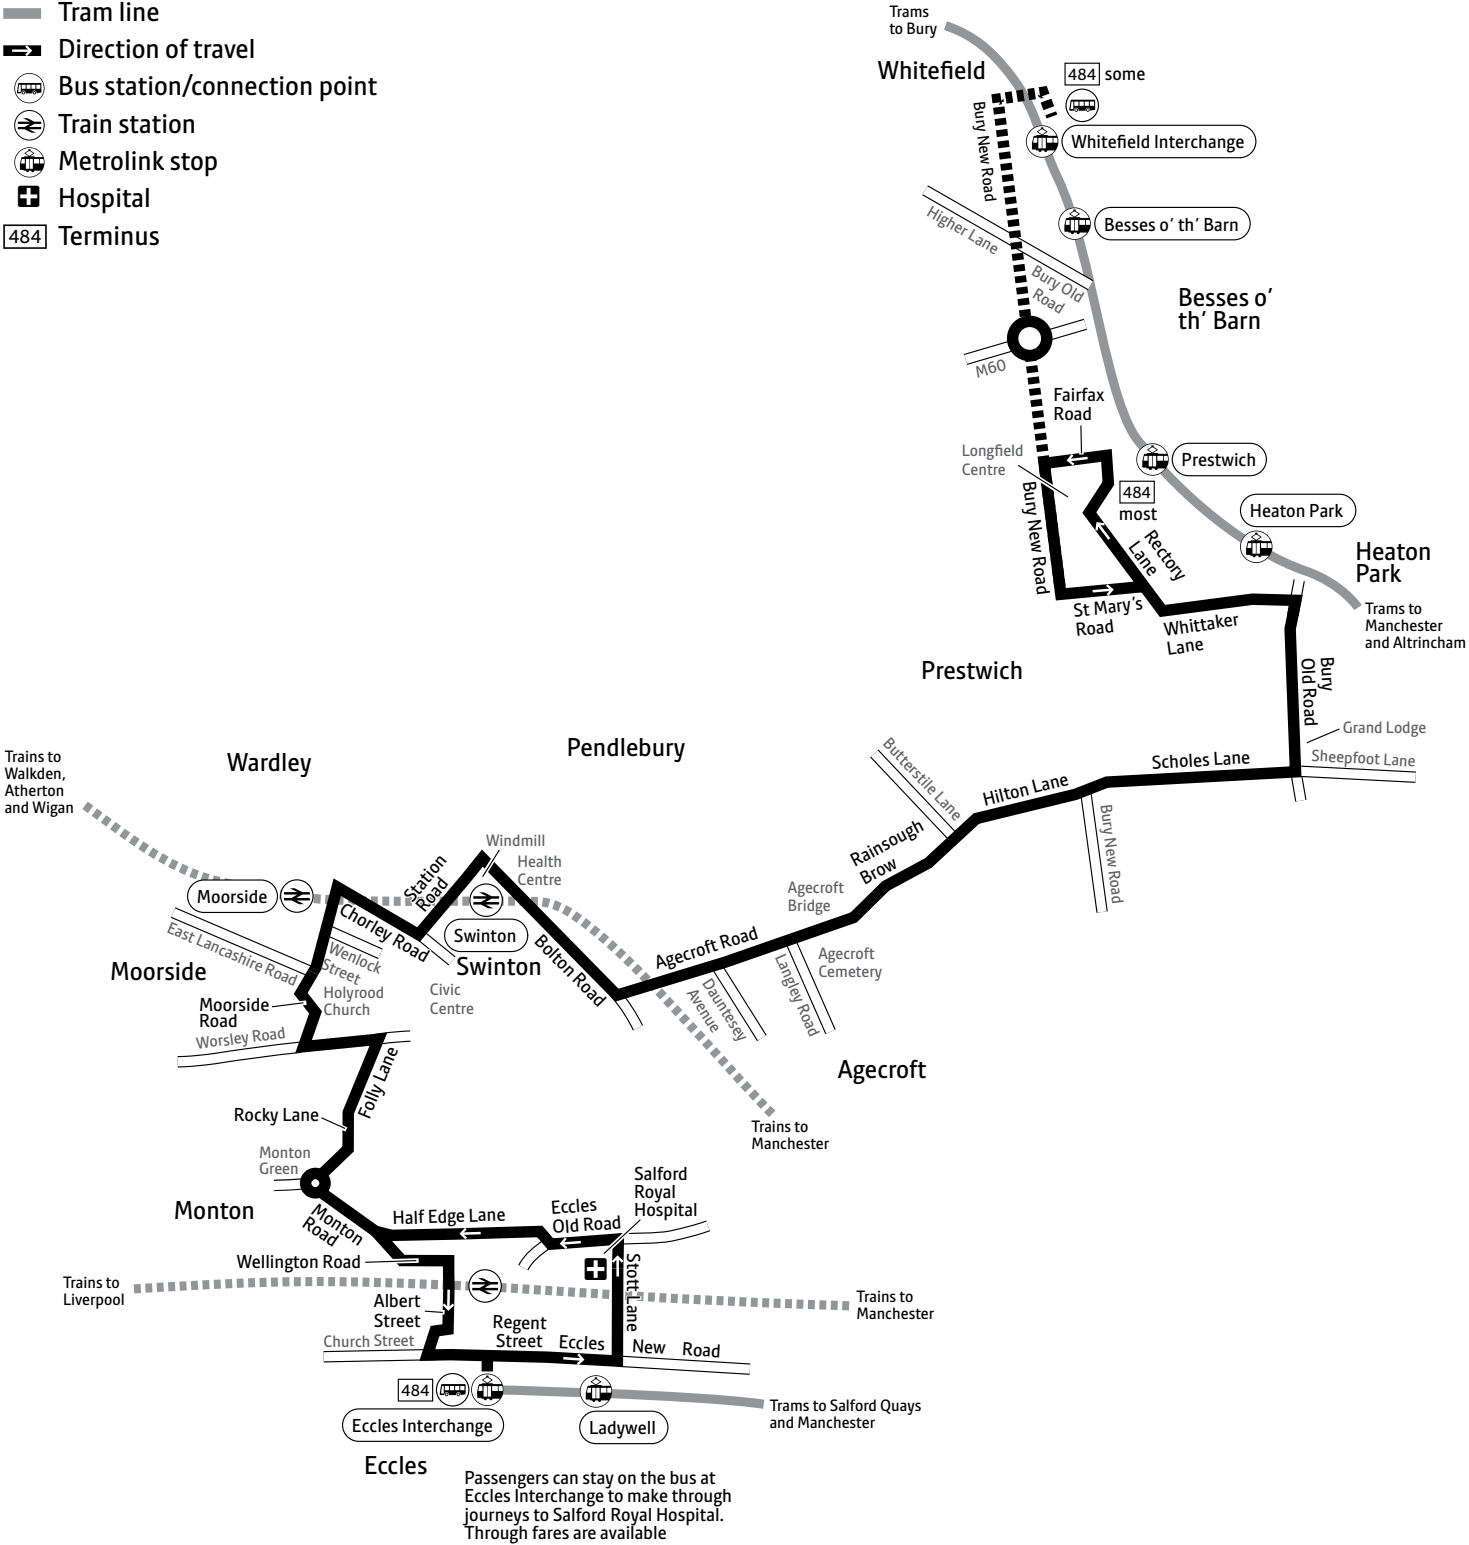 Tram line
Direction of travel
Bus station/connection point
Train station
Metrolink stop
Hospital
484 Terminus
Trams
to Bury
Whitefield
484 some
Bury New Road
Whitefield Interchange
Higher Lane
Besses o’ th’ Barn
Bury Old
Road
Besses o’
th’ Barn
M60
Fairfax
Road
Longfield
Centre
Prestwich
484
most
Bury New Road
Heaton Park
Rectory
Lane
Heaton
Park
St Mary’s
Road
Whittaker
Lane
Trams to
Manchester
and Altrincham
Prestwich
Bury
Old Road
Grand Lodge
Sheepfoot Lane
Scholes Lane
Hilton Lane
Butterstile Lane
Bury New Road
Rainsough
Brow
Pendlebury
Wardley
Trains to
Walkden,
Atherton
and Wigan
Windmill
Health
Centre
Station
Road
Moorside
Chorley Road
Swinton
Swinton
Bolton Road
Agecroft
Bridge
Agecroft Road
Agecroft
Cemetery
East Lancashire Road
Wenlock
Street
Moorside
Civic
Centre
Holyrood
Church
Moorside
Road
Worsley Road
Dauntesey
Avenue
Langley Road
Agecroft
Folly Lane
Rocky Lane
Trains to
Manchester
Monton
Green
Monton
Monton
Road
Half Edge Lane
Eccles
Old Road
Salford
Royal
Hospital
Wellington Road
Stott Lane
Trains to
Liverpool
Trains to
Manchester
Albert
Street
Church Street
Regent
Street
Eccles New Road
484
Eccles Interchange
Ladywell
Trams to Salford Quays
and Manchester
Eccles
Passengers can stay on the bus at
Eccles Interchange to make through
journeys to Salford Royal Hospital.
Through fares are available